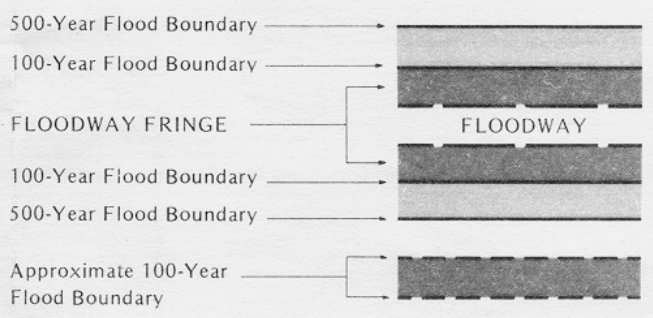 500-Year Flood Boundary
100-Year Flood Boundary
FLOODWAY FRINGE
FLOODWAY
100-Year Flood Boundary
500-Year Flood Boundary
Approximate 100-Year
Flood Boundary